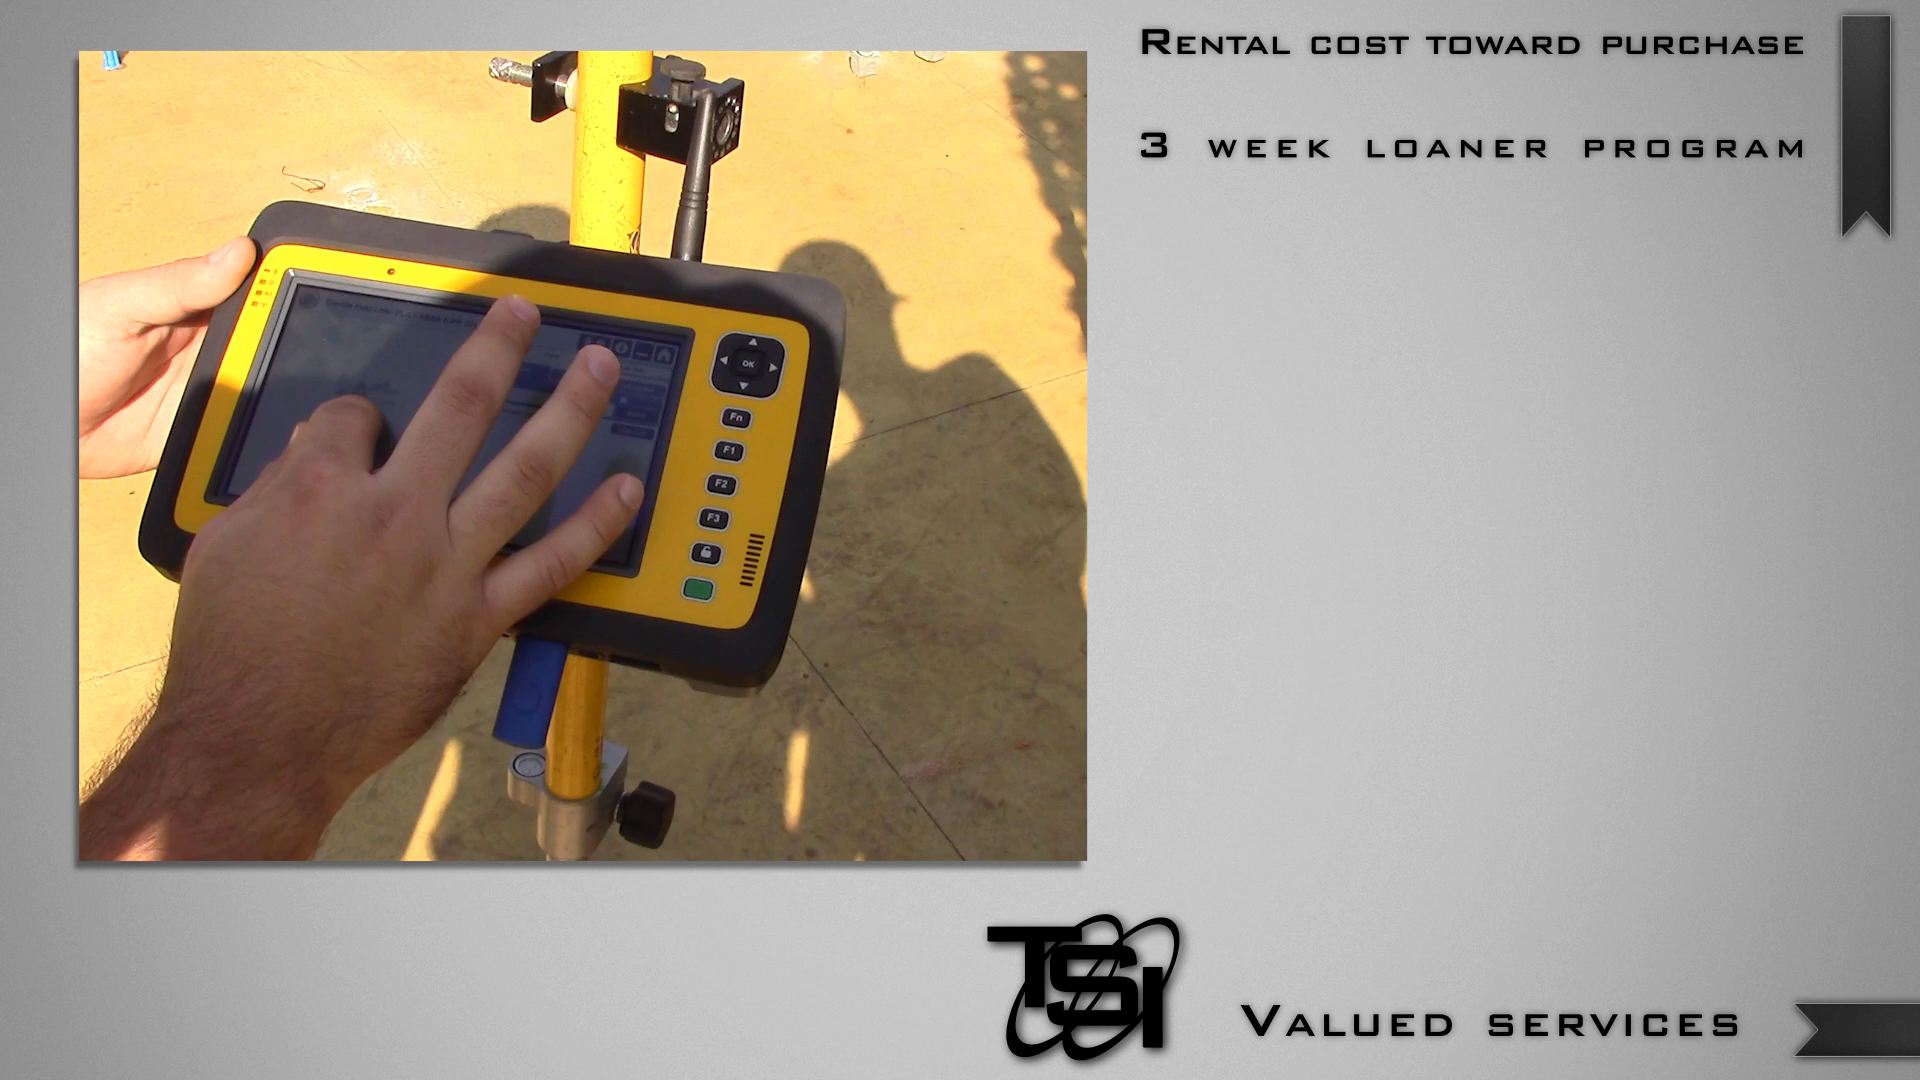 Rental cost toward purchase
3 week loaner program
OK
Fn
F1
F2
F3
TSI
Valued services